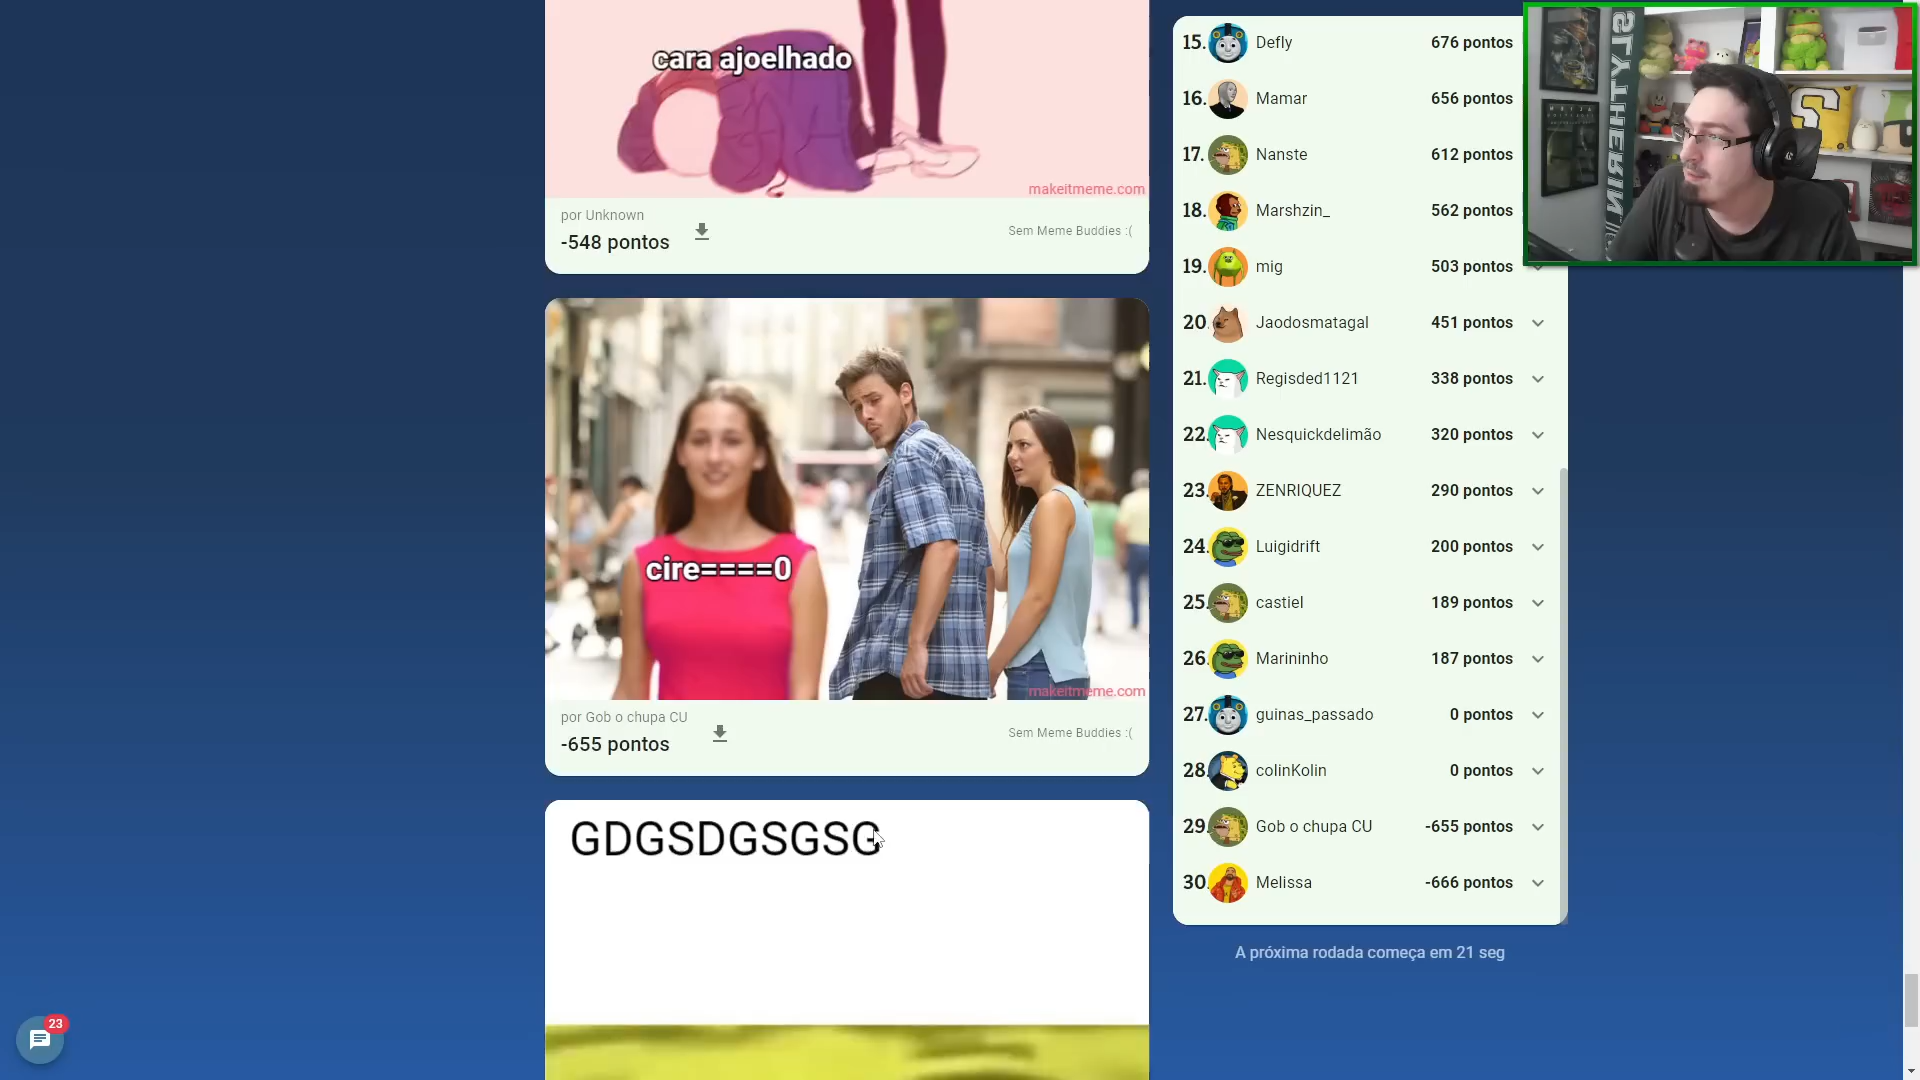 cara ajoelhado
makeitmeme.com
por Unknown
-548 pontos
Sem Meme Buddies :(
cire====0
makeitmeme.com
por Gob o chupa CU
-655 pontos
Sem Meme Buddies :(
GDGSDGSGSG
15. Defly 676 pontos
16. Mamar 656 pontos
17. Nanste 612 pontos
18. Marshzin_ 562 pontos
19. mig 503 pontos
20. Jaodosmatagal 451 pontos
21. Regisded1121 338 pontos
22. Nesquickdelimão 320 pontos
23. ZENRIQUEZ 290 pontos
24. Luigidrift 200 pontos
25. castiel 189 pontos
26. Marininho 187 pontos
27. guinas_passado 0 pontos
28. colinKolin 0 pontos
29. Gob o chupa CU -655 pontos
30. Melissa -666 pontos
A próxima rodada começa em 21 seg
23
SLYTHERIN
S